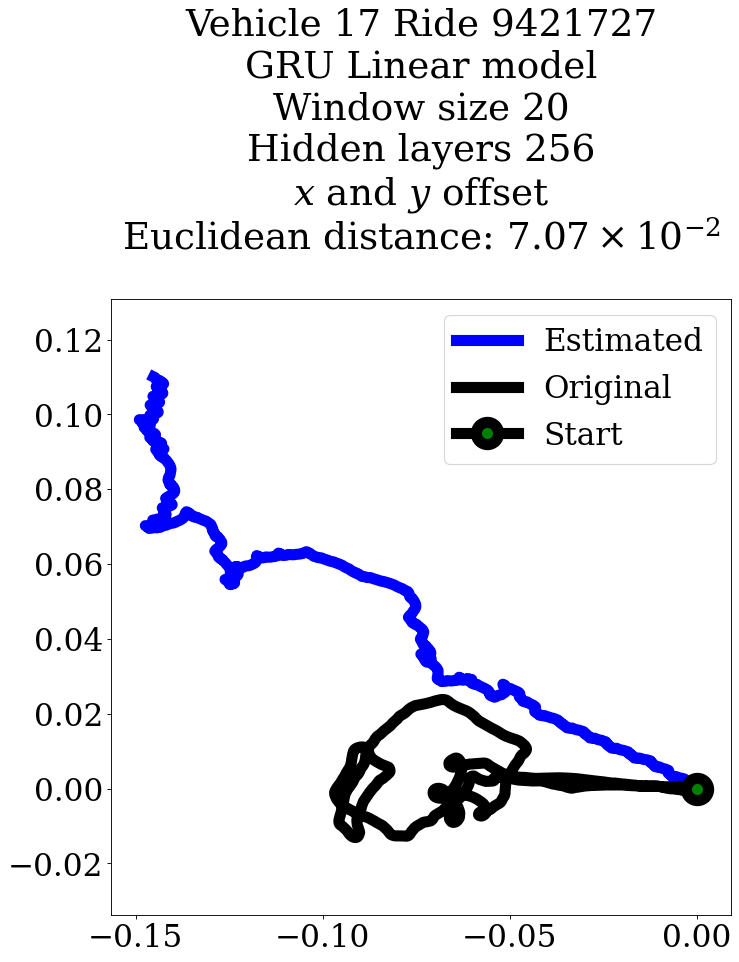 Vehicle 17 Ride 9421727
GRU Linear model
Window size 20
Hidden layers 256
x and y offset
Euclidean distance: 7.07 × 10⁻²
Estimated
Original
Start
0.12
0.10
0.08
0.06
0.04
0.02
0.00
−0.02
−0.15 −0.10 −0.05 0.00